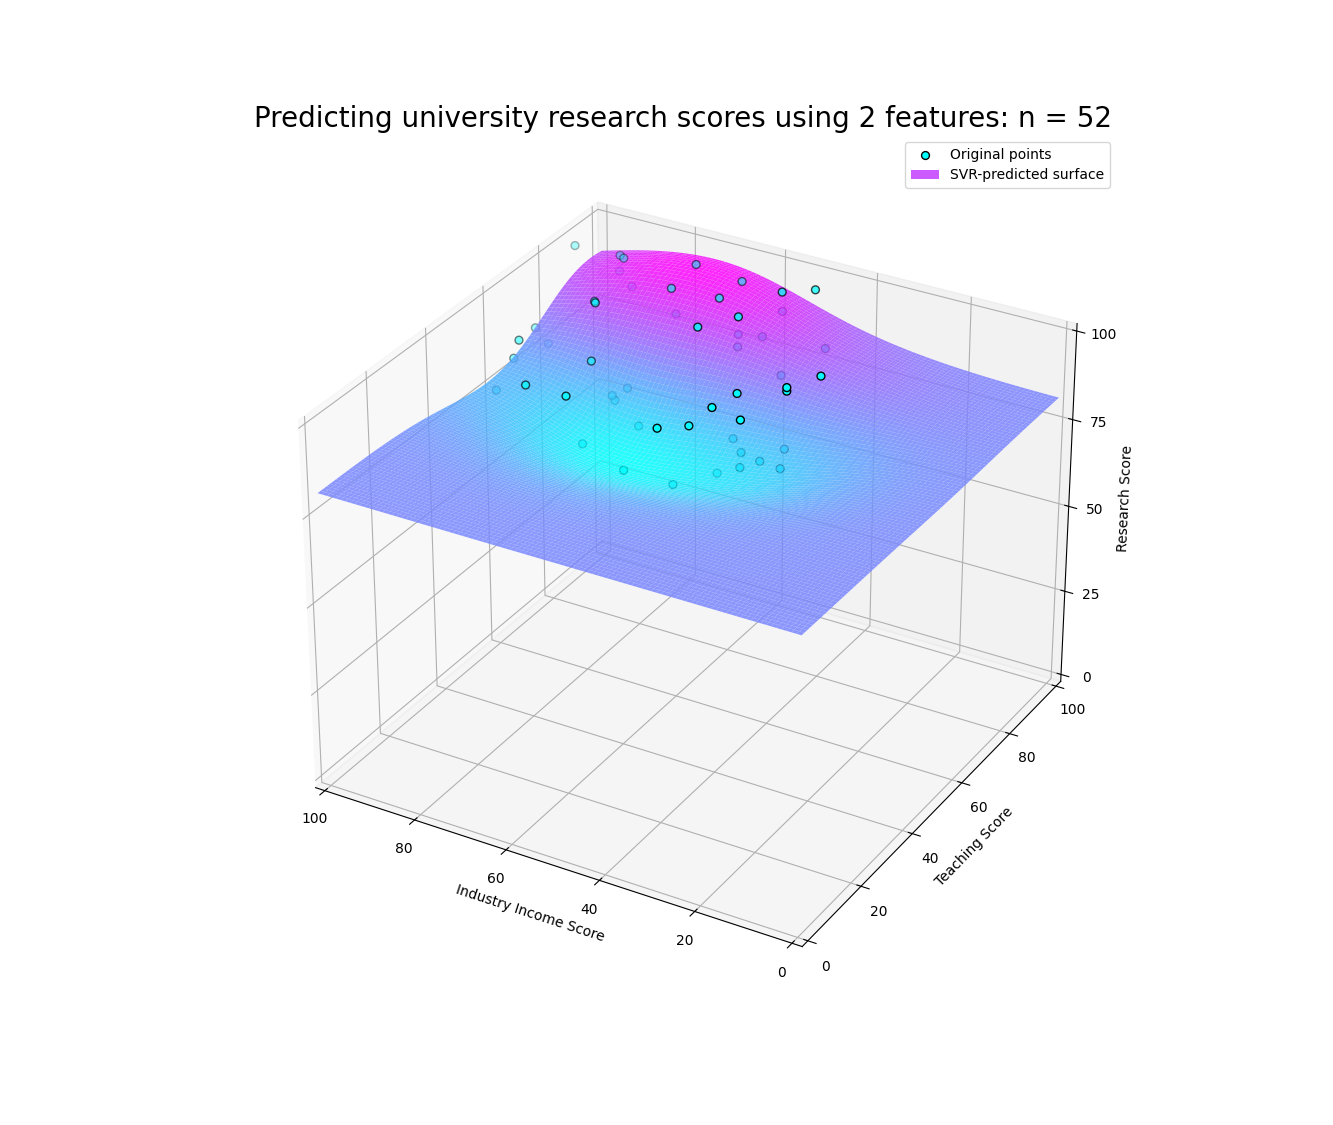 Predicting university research scores using 2 features: n = 52
Original points
SVR-predicted surface
100
75
50
25
0
Research Score
100
80
60
40
20
0
Teaching Score
100
80
60
40
20
0
Industry Income Score